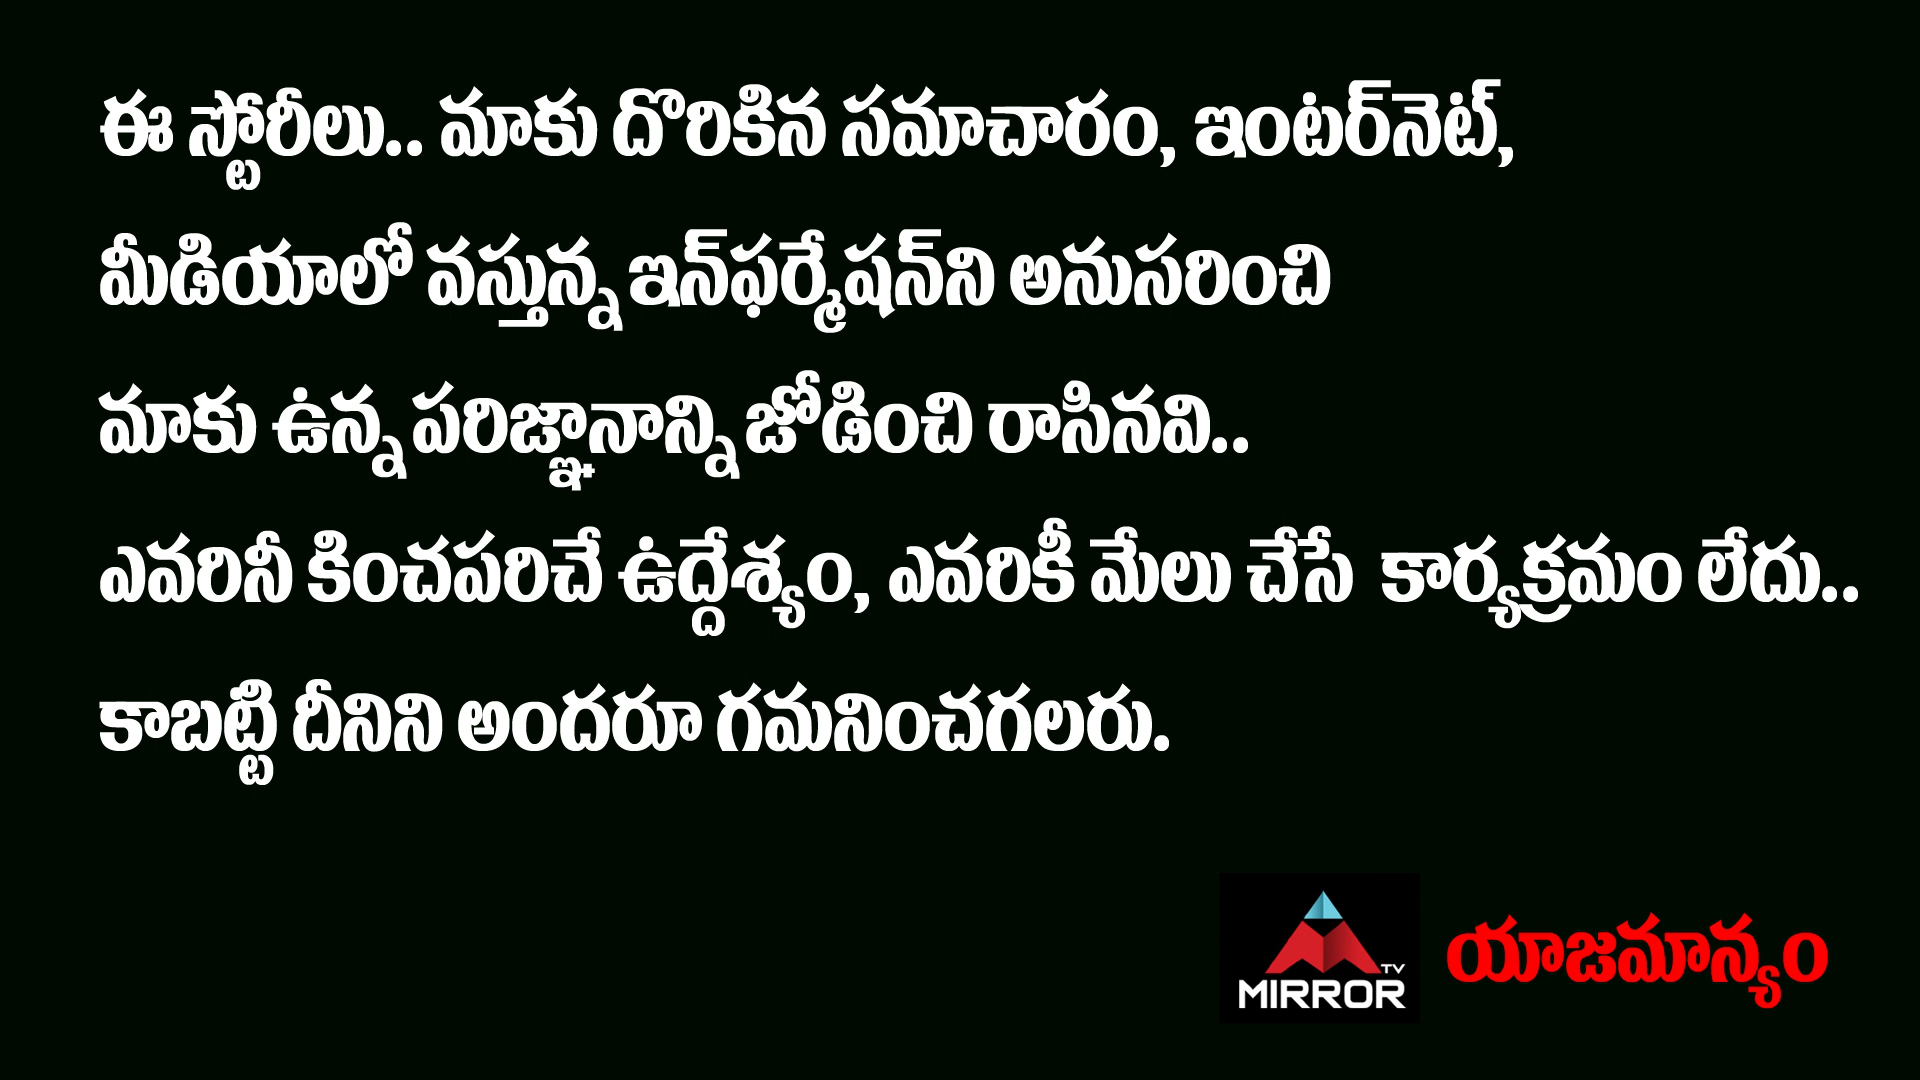 ఈ స్టోరీలు.. మాకు దొరికిన సమాచారం, ఇంటర్‌నెట్,
మీడియాలో వస్తున్న ఇన్‌ఫర్మేషన్‌ని అనుసరించి
మాకు ఉన్న పరిజ్ఞానాన్ని జోడించి రాసినవి..
ఎవరినీ కించపరిచే ఉద్దేశ్యం, ఎవరికీ మేలు చేసే కార్యక్రమం లేదు..
కాబట్టి దీనిని అందరూ గమనించగలరు.
TV
MIRROR
యాజమాన్యం